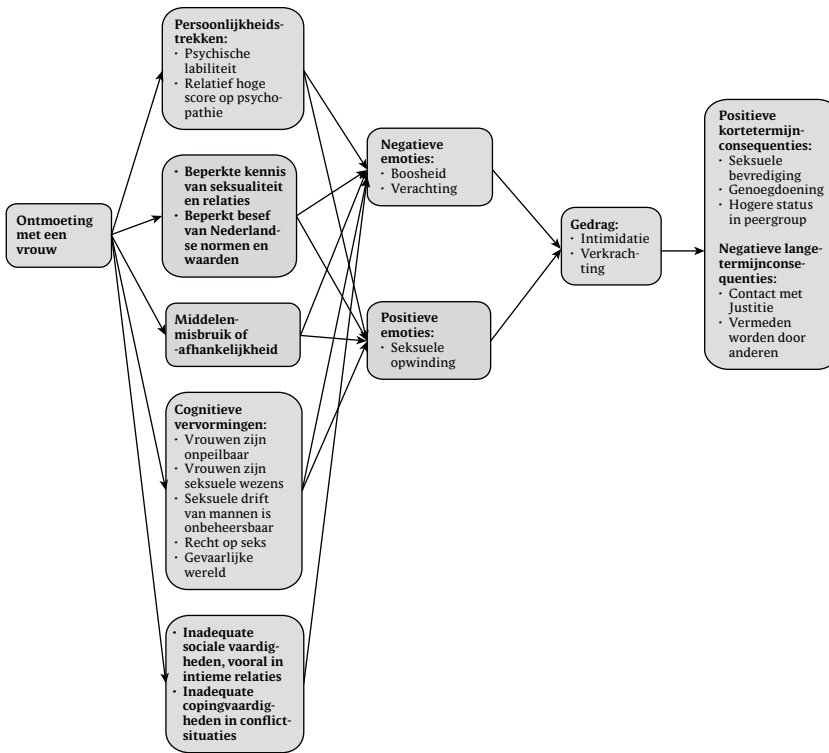 Ontmoeting
met een
vrouw
Persoonlijkheids-
trekken:
· Psychische
labiliteit
· Relatief hoge
score op psycho-
pathie
· Beperkte kennis
van seksualiteit
en relaties
· Beperkt besef
van Nederland-
se normen en
waarden
Middelen-
misbruik of
-afhankelijkheid
Cognitieve
vervormingen:
· Vrouwen zijn
onpeilbaar
· Vrouwen zijn
seksuele wezens
· Seksuele drift
van mannen is
onbeheersbaar
· Recht op seks
· Gevaarlijke
wereld
· Inadequate
sociale vaardig-
heden, vooral in
intieme relaties
· Inadequate
copingvaardig-
heden in conflict-
situaties
Negatieve
emoties:
· Boosheid
· Verachting
Positieve
emoties:
· Seksuele
opwinding
Gedrag:
· Intimidatie
· Verkrach-
ting
Positieve
kortetermijn-
consequenties:
· Seksuele
bevrediging
· Genoegdoening
· Hogere status
in peergroup
Negatieve lange-
termijnconse-
quenties:
· Contact met
Justitie
· Vermeden
worden door
anderen